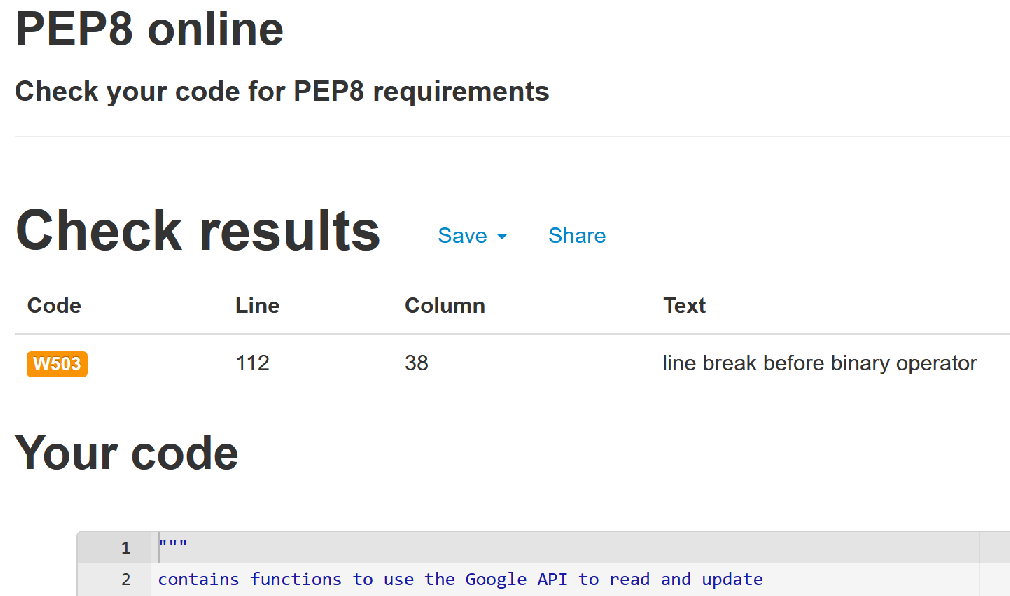 PEP8 online
Check your code for PEP8 requirements
Check results Save Share
Code Line Column Text
W503 112 38 line break before binary operator
Your code
1 """
2 contains functions to use the Google API to read and update